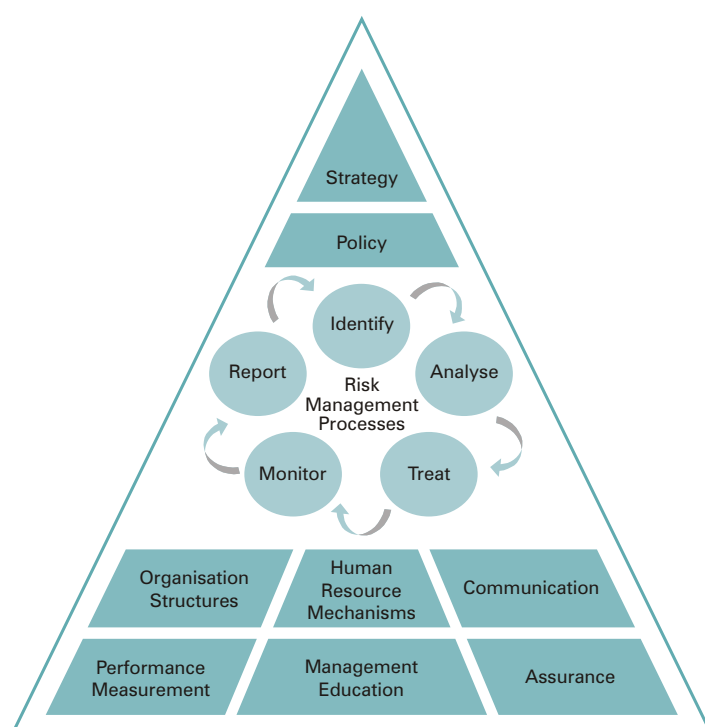 Strategy
Policy
Identify
Report
Analyse
Risk
Management
Processes
Monitor
Treat
Organisation
Structures
Human
Resource
Mechanisms
Communication
Performance
Measurement
Management
Education
Assurance